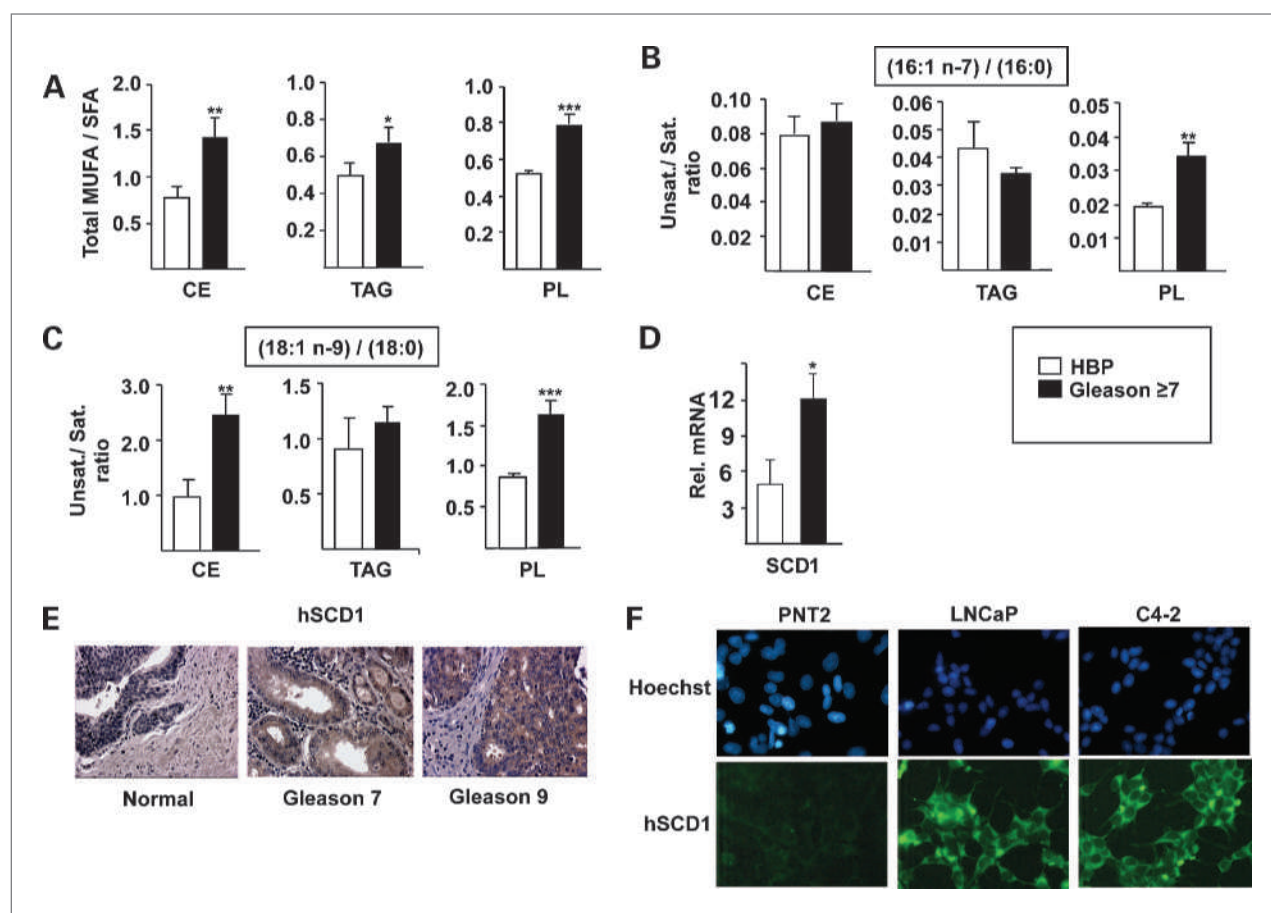 A
Total MUFA / SFA
2.0
1.5
1.0
0.5
**
CE
1.0
0.8
0.6
0.4
0.2
*
TAG
1.0
0.8
0.6
0.4
0.2
***
PL
B
(16:1 n-7) / (16:0)
Unsat./ Sat.
ratio
0.10
0.08
0.06
0.04
0.02
CE
0.06
0.05
0.04
0.03
0.02
0.01
TAG
0.05
0.04
0.03
0.02
0.01
**
PL
C
(18:1 n-9) / (18:0)
Unsat./ Sat.
ratio
3.0
2.0
1.0
**
CE
1.5
1.0
0.5
TAG
2.0
1.5
1.0
0.5
***
PL
D
Rel. mRNA
12
9
6
3
*
SCD1
HBP
Gleason ≥7
E
hSCD1
Normal
Gleason 7
Gleason 9
F
PNT2
LNCaP
C4-2
Hoechst
hSCD1